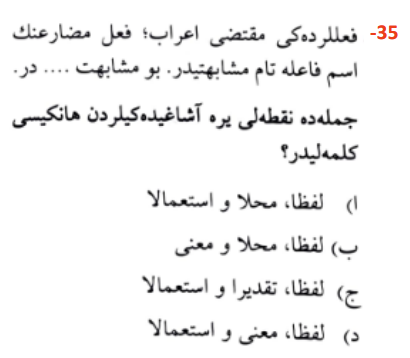 35- فعللرده‌کی مقتضی اعراب؛ فعل مضارعنك
اسم فاعله تام مشابهتیدر. بو مشابهت .... در.
جمله‌ده نقطه‌لی یره آشاغیده‌کیلردن هانکیسی
کلمه‌لیدر؟
ا) لفظا، محلا و استعمالا
ب) لفظا، محلا و معنی
ج) لفظا، تقدیرا و استعمالا
د) لفظا، معنی و استعمالا